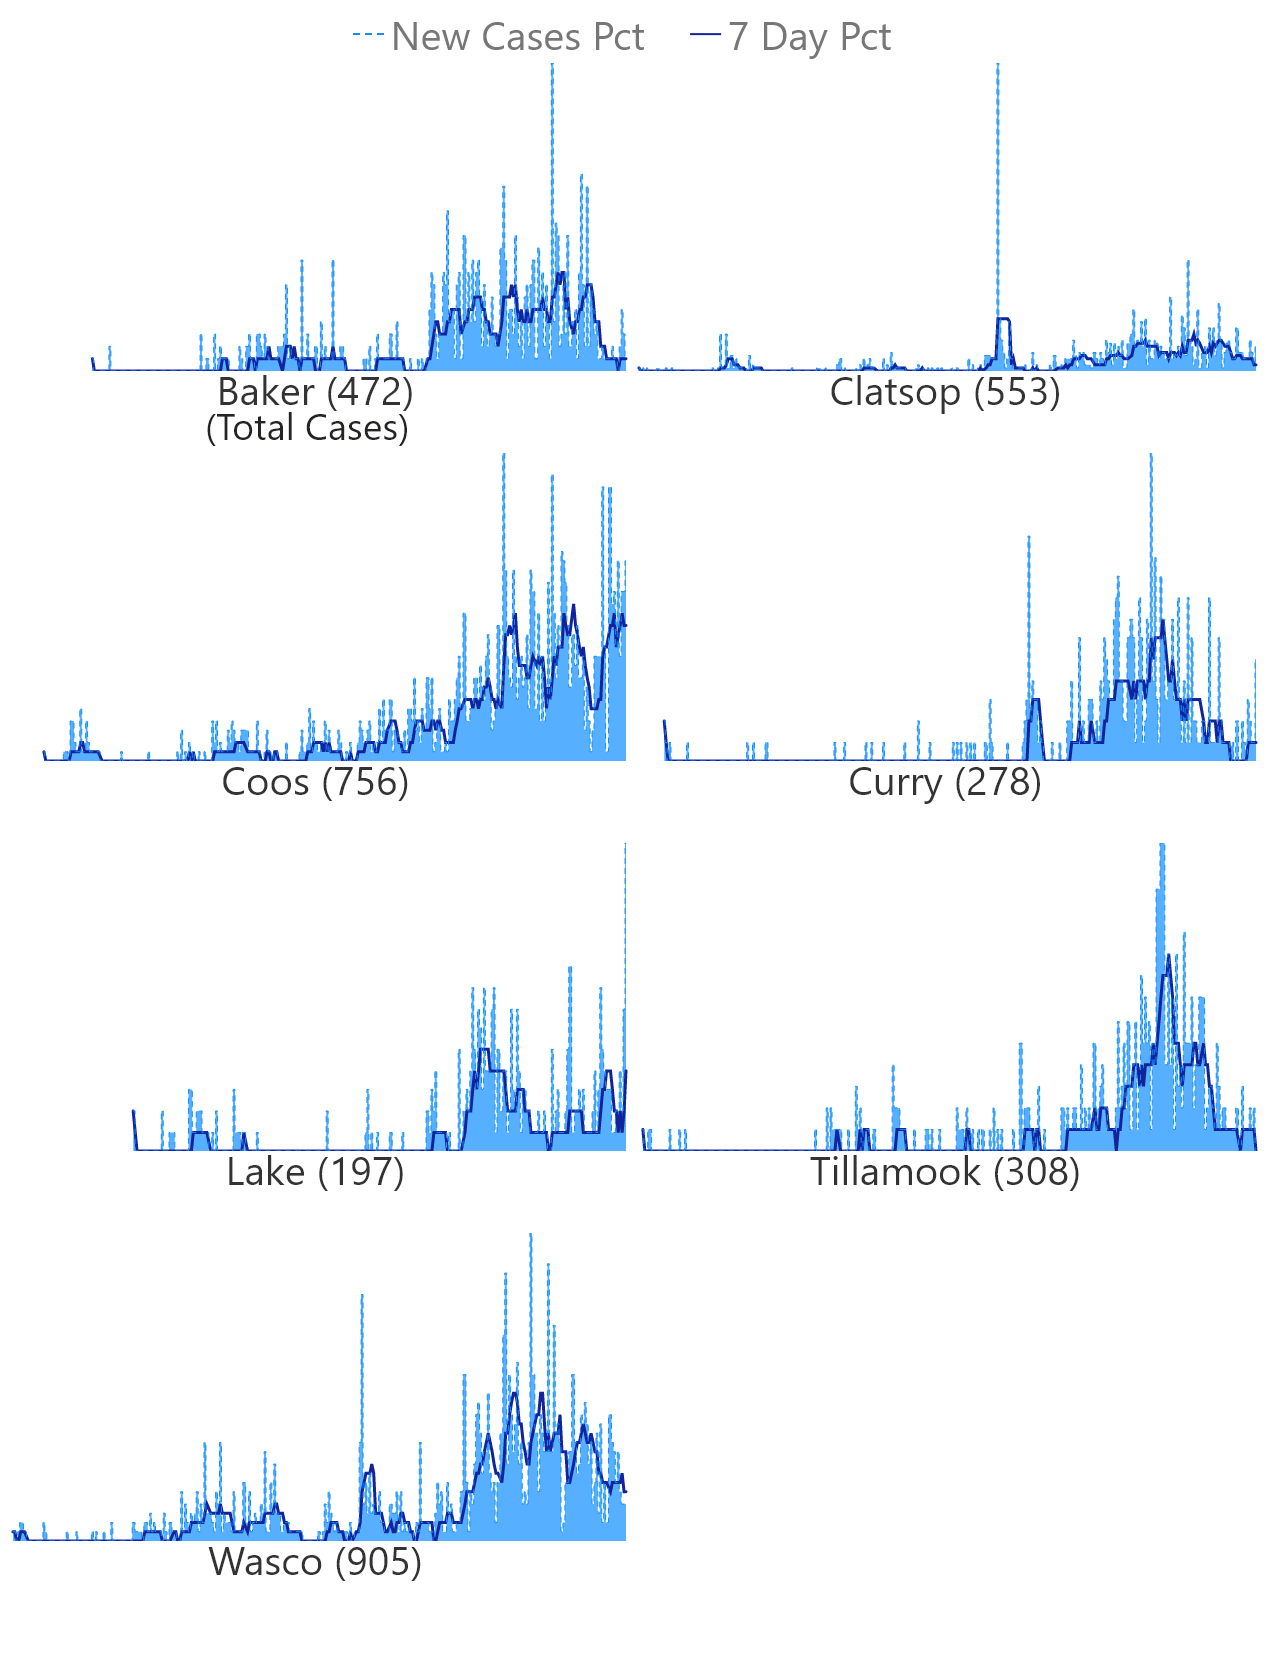 New Cases Pct 7 Day Pct
Baker (472) Clatsop (553)
(Total Cases)
Coos (756) Curry (278)
Lake (197) Tillamook (308)
Wasco (905)